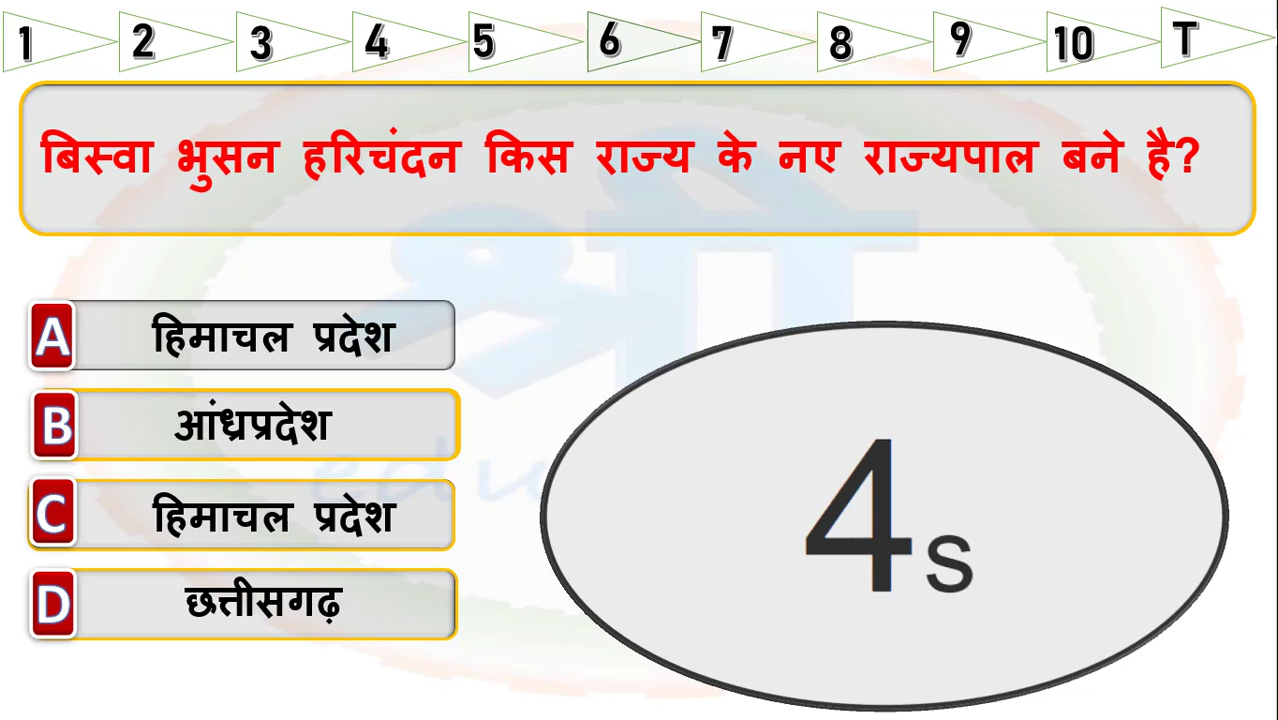 1 2 3 4 5 6 7 8 9 10 T
बिस्वा भुसन हरिचंदन किस राज्य के नए राज्यपाल बने है?
A हिमाचल प्रदेश
B आंध्रप्रदेश
C हिमाचल प्रदेश
D छत्तीसगढ़
4s
श्री